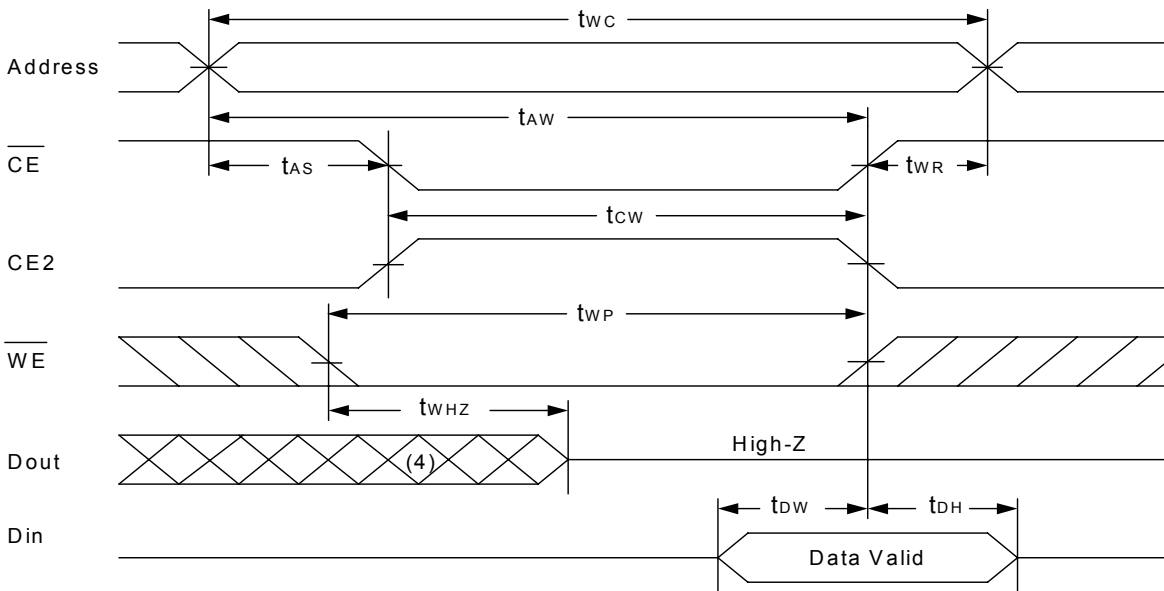 tWC
Address
tAW
CE
tAS
tWR
tCW
CE2
tWP
WE
tWHZ
Dout
(4)
High-Z
tDW
tDH
Din
Data Valid